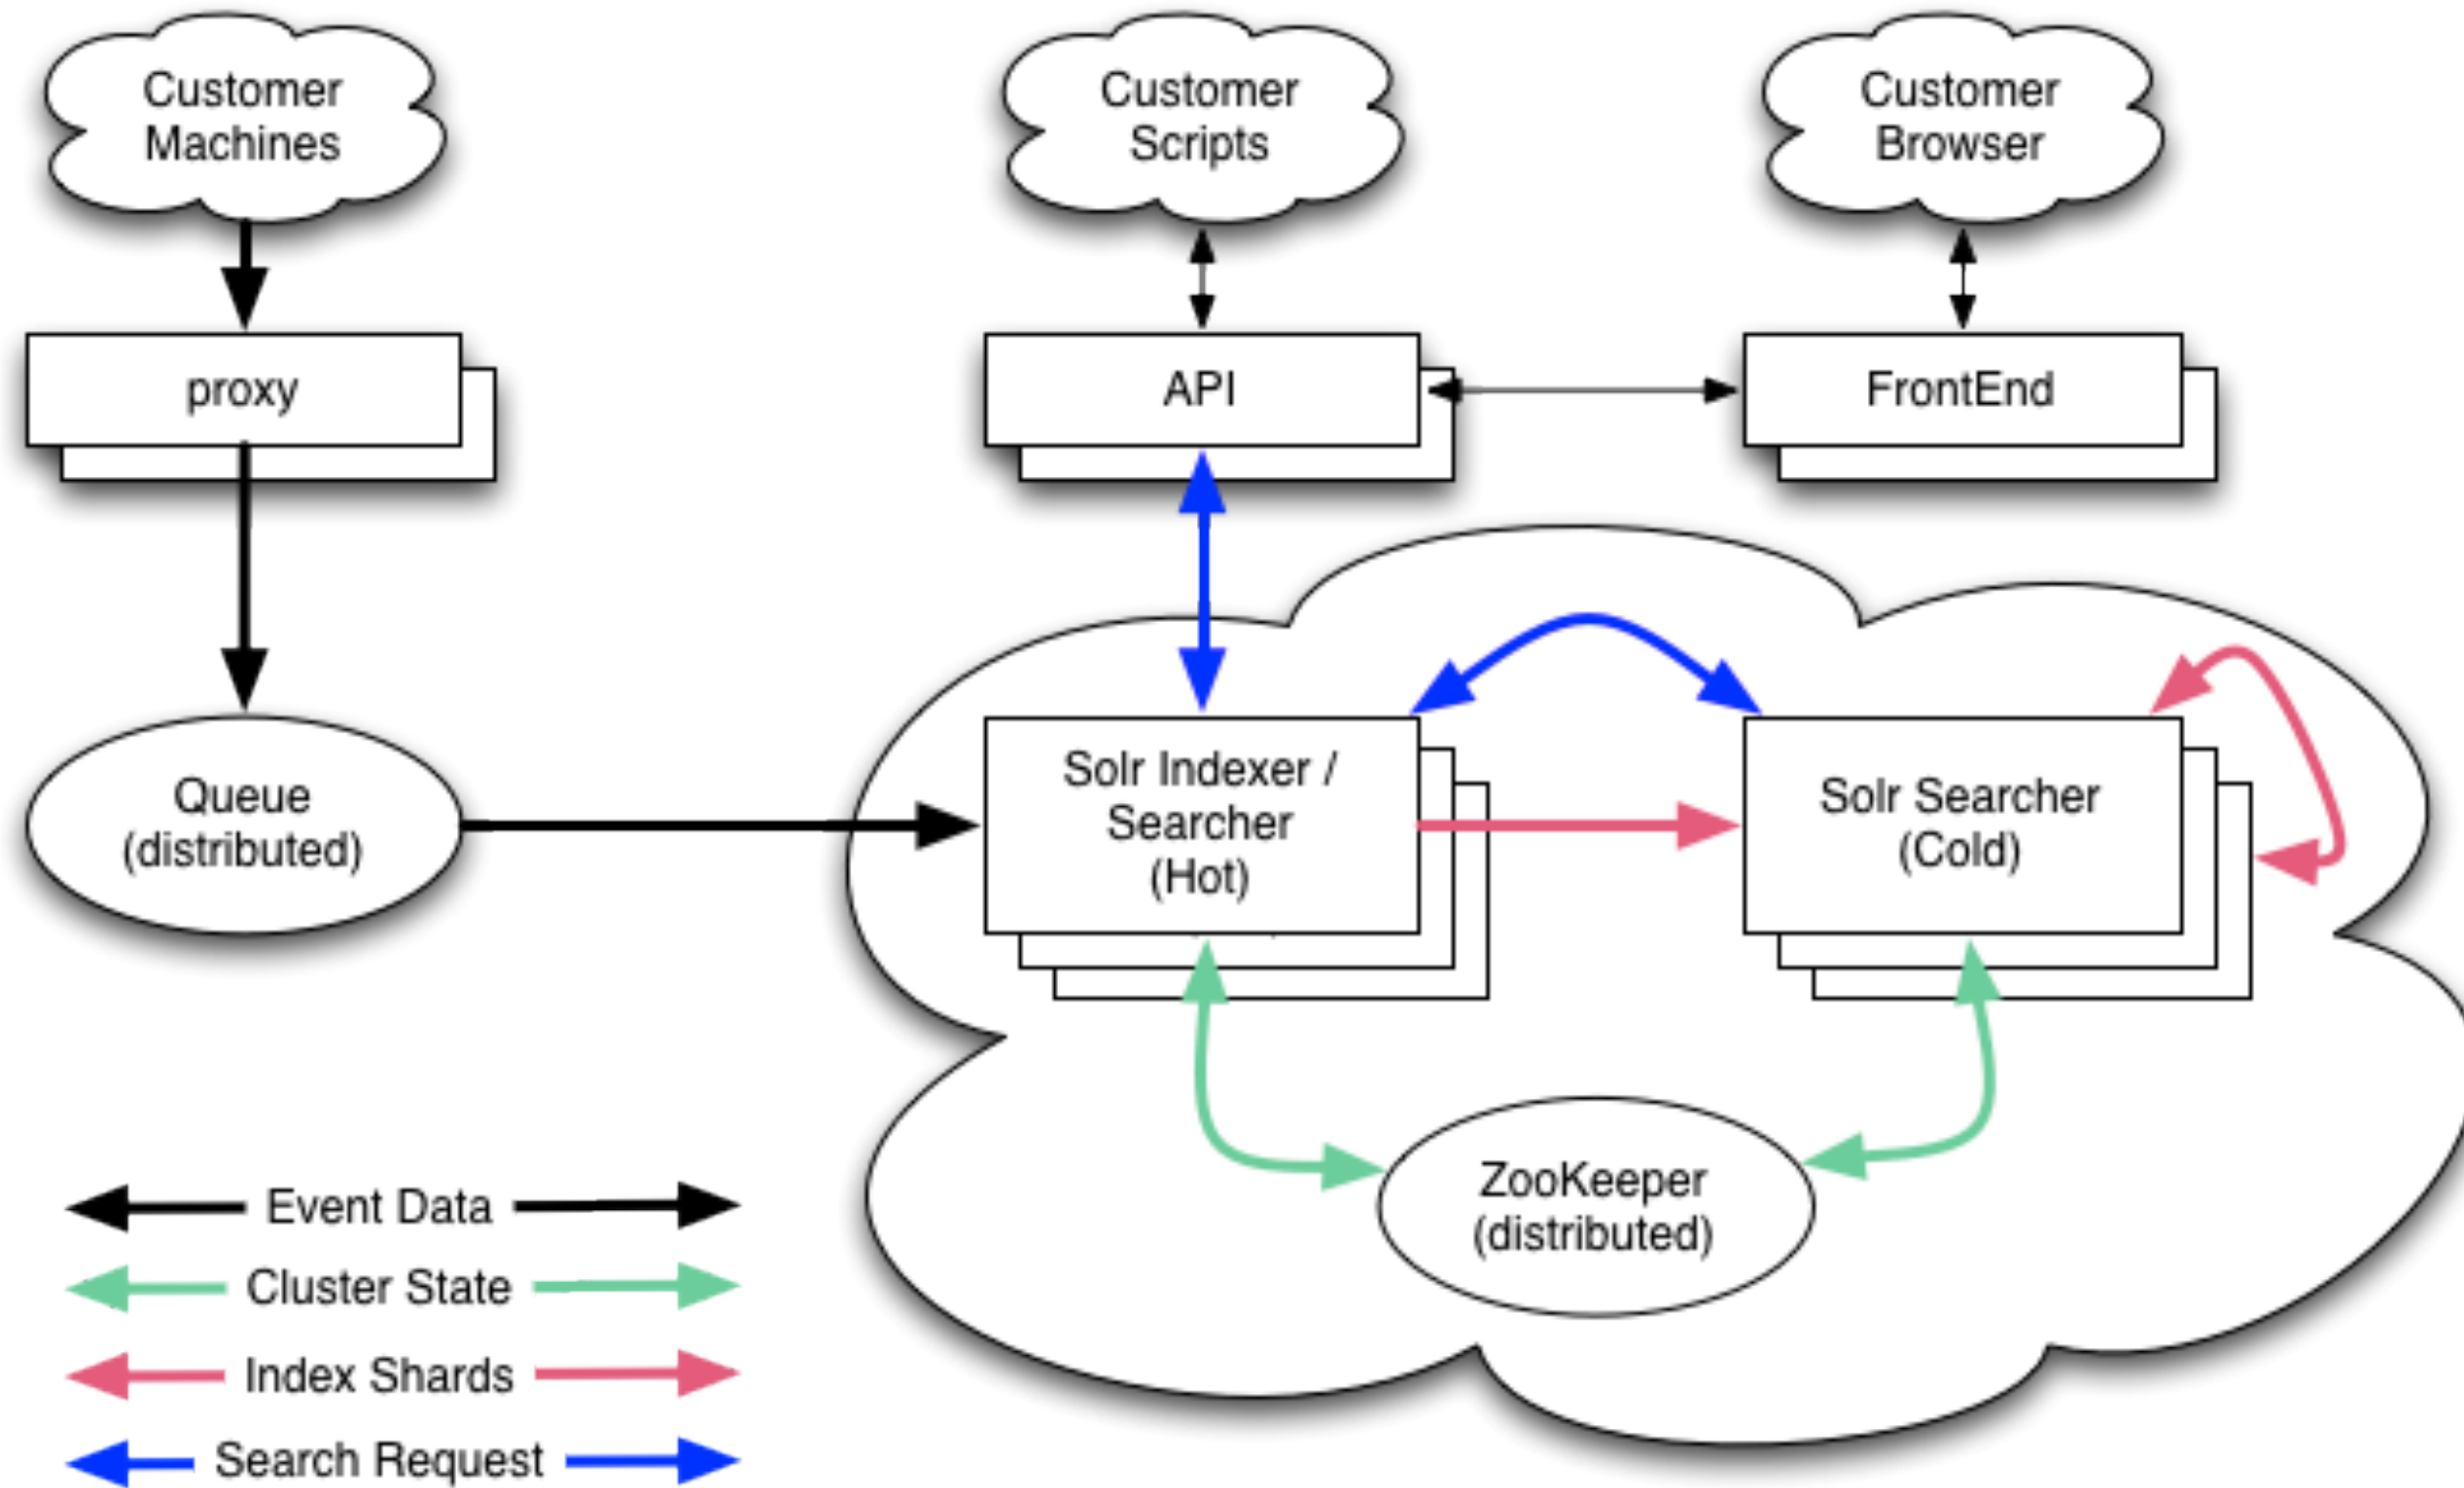 Customer
Machines
Customer
Scripts
Customer
Browser
proxy
API
FrontEnd
Queue
(distributed)
Solr Indexer /
Searcher
(Hot)
Solr Searcher
(Cold)
ZooKeeper
(distributed)
Event Data
Cluster State
Index Shards
Search Request